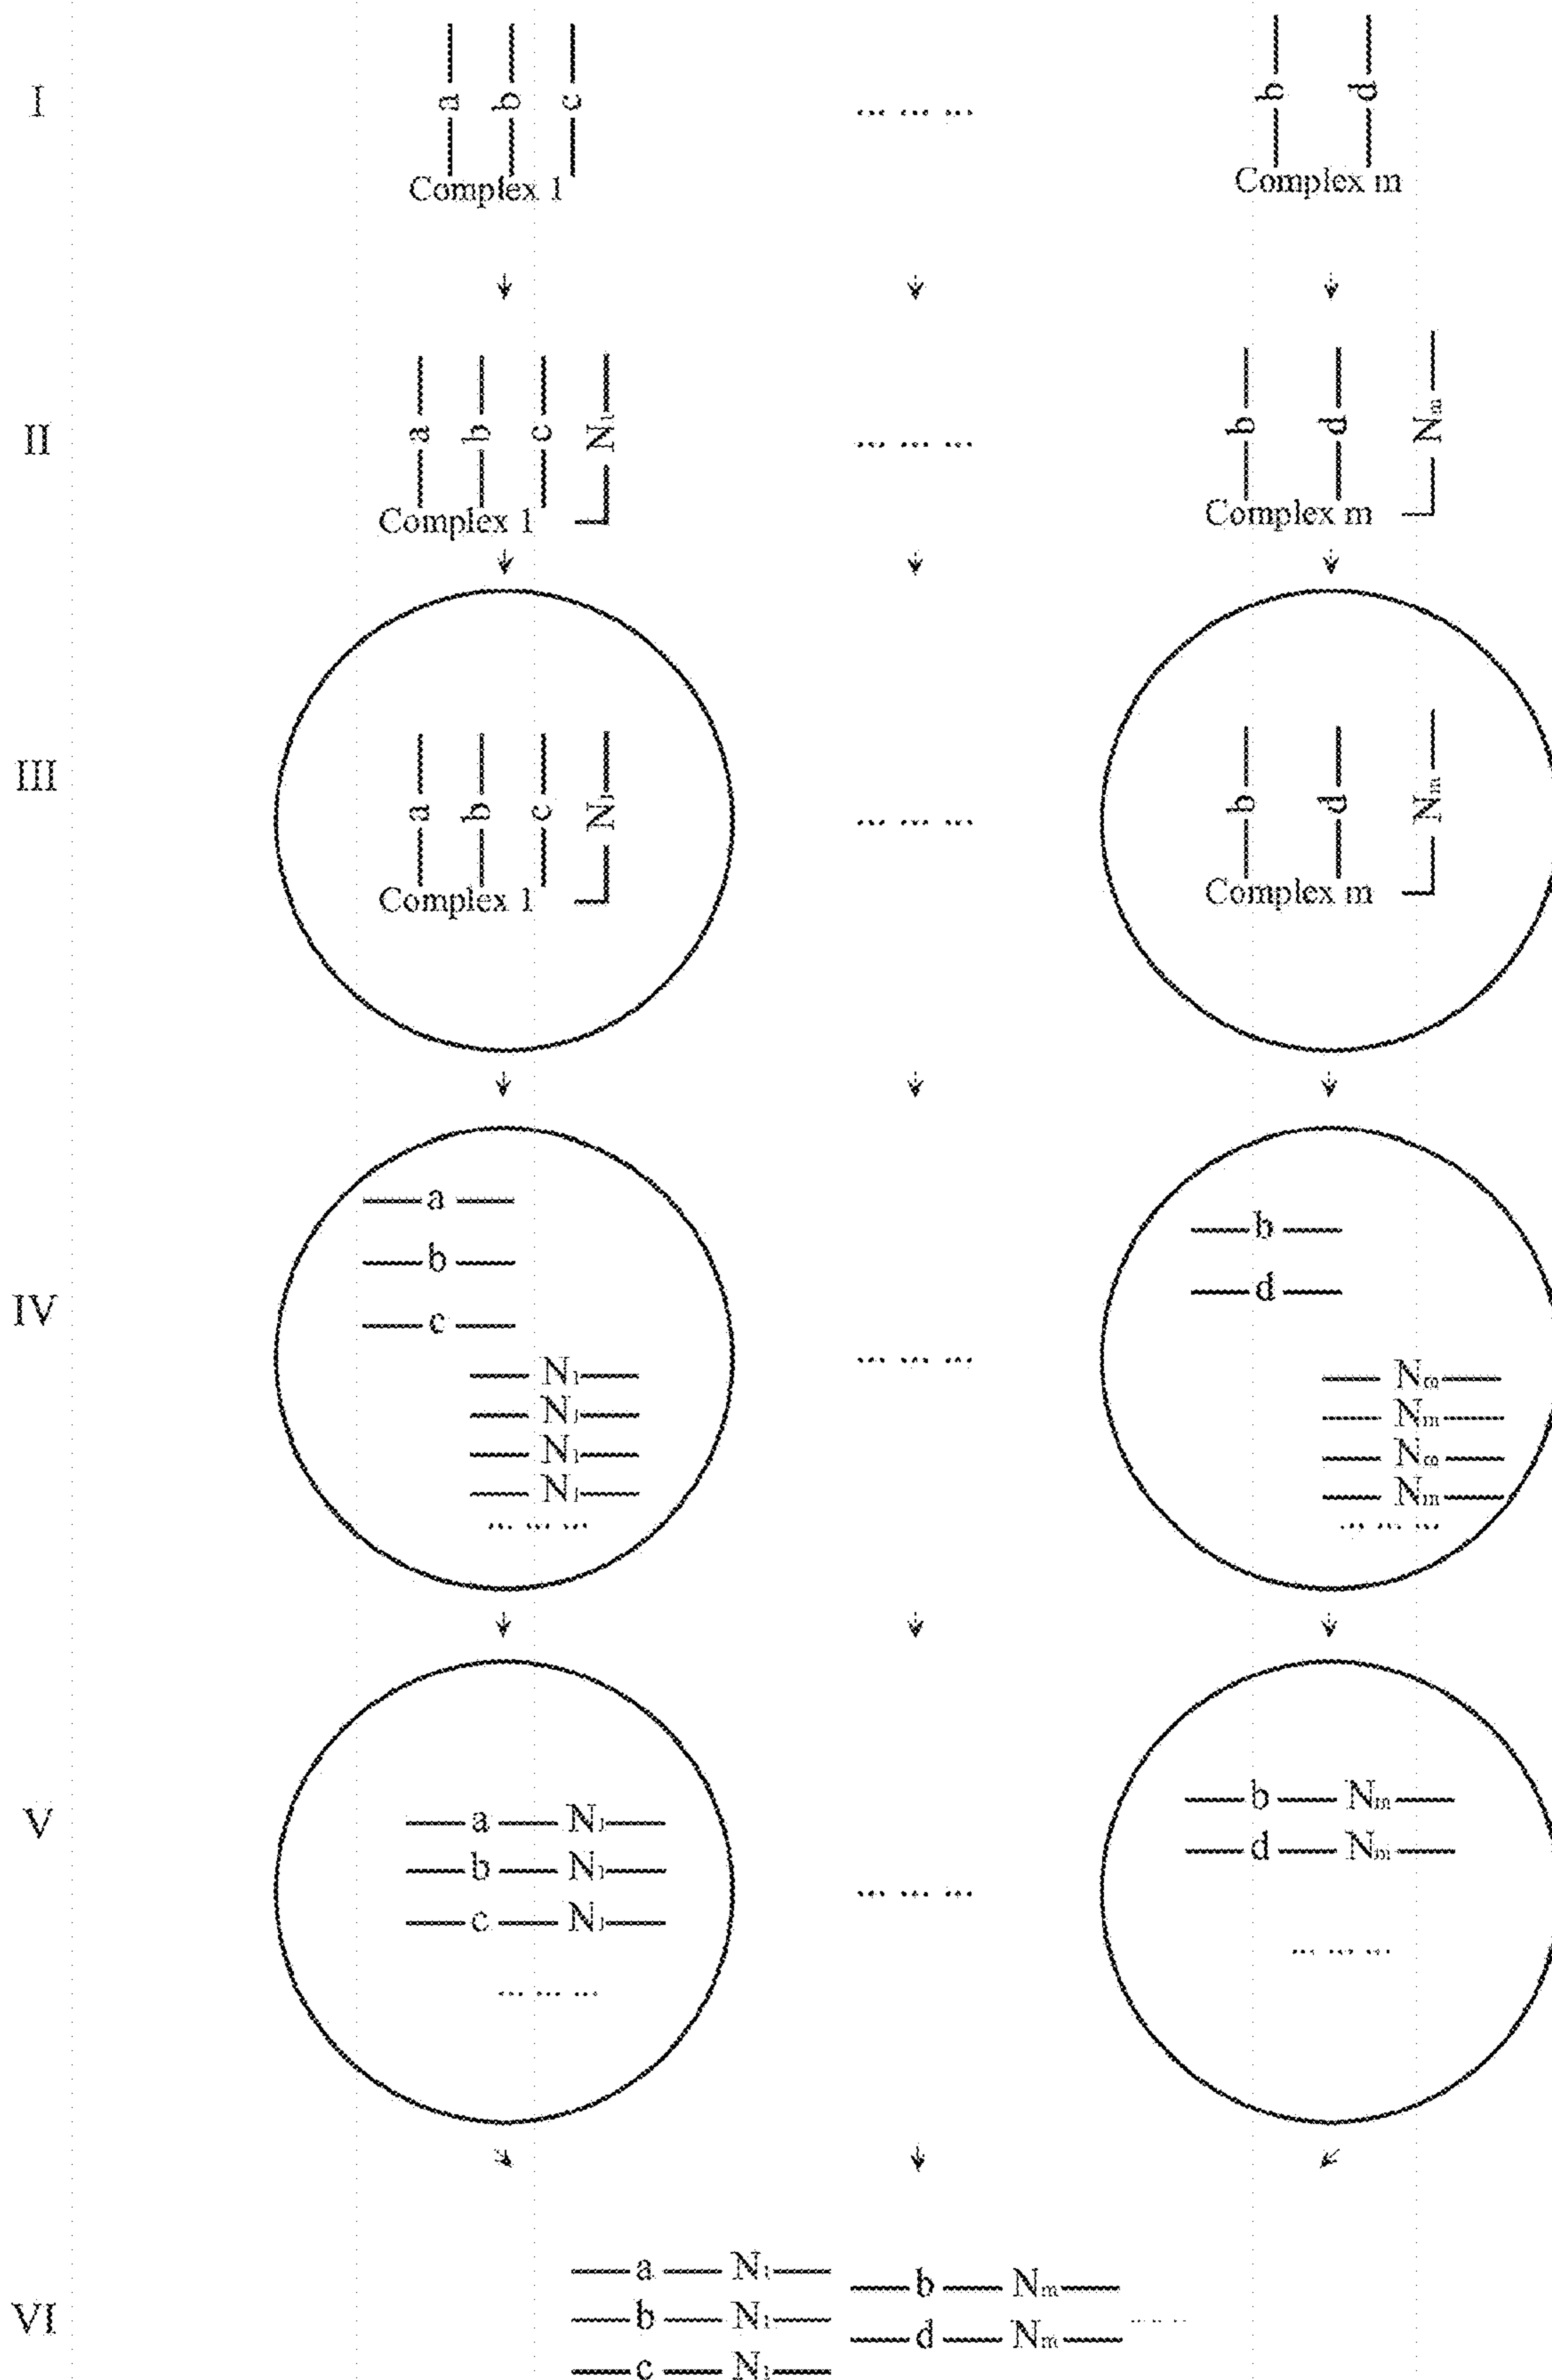 I
a b c
b d
... ... ...
Complex 1
Complex m
II
a b c N₁
b d Nₘ
... ... ...
Complex 1
Complex m
III
a b c N₁
b d Nₘ
... ... ...
Complex 1
Complex m
IV
a
b
c
N₁
N₁
N₁
N₁
... ... ...
... ... ...
b
d
Nₘ
Nₘ
Nₘ
Nₘ
... ... ...
V
a N₁
b N₁
c N₁
... ... ...
... ... ...
b Nₘ
d Nₘ
... ... ...
VI
a N₁
b N₁
c N₁
b Nₘ
d Nₘ
... ... ...